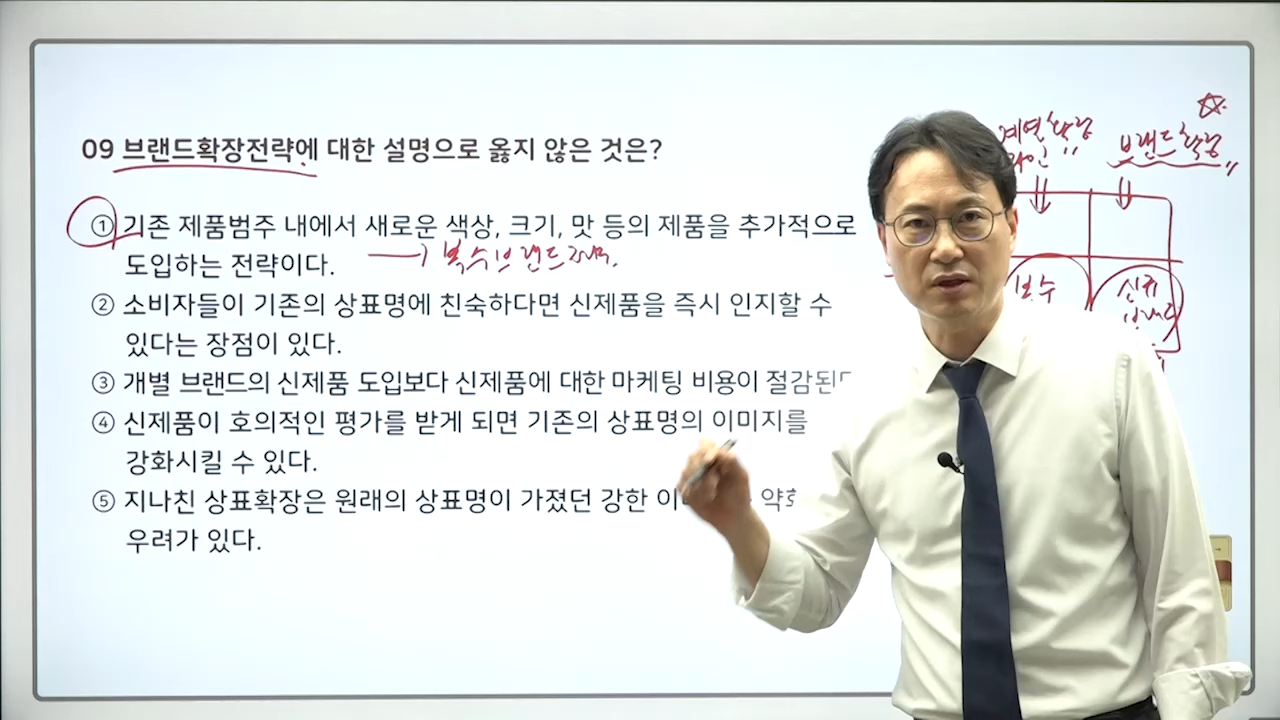 09 브랜드확장전략에 대한 설명으로 옳지 않은 것은?
① 기존 제품범주 내에서 새로운 색상, 크기, 맛 등의 제품을 추가적으로
도입하는 전략이다.
→ 복수브랜드전략.
② 소비자들이 기존의 상표명에 친숙하다면 신제품을 즉시 인지할 수
있다는 장점이 있다.
③ 개별 브랜드의 신제품 도입보다 신제품에 대한 마케팅 비용이 절감된
④ 신제품이 호의적인 평가를 받게 되면 기존의 상표명의 이미지를
강화시킬 수 있다.
⑤ 지나친 상표확장은 원래의 상표명이 가졌던 강한
우려가 있다.
계열확장
라인
브랜드확장
복수
신규